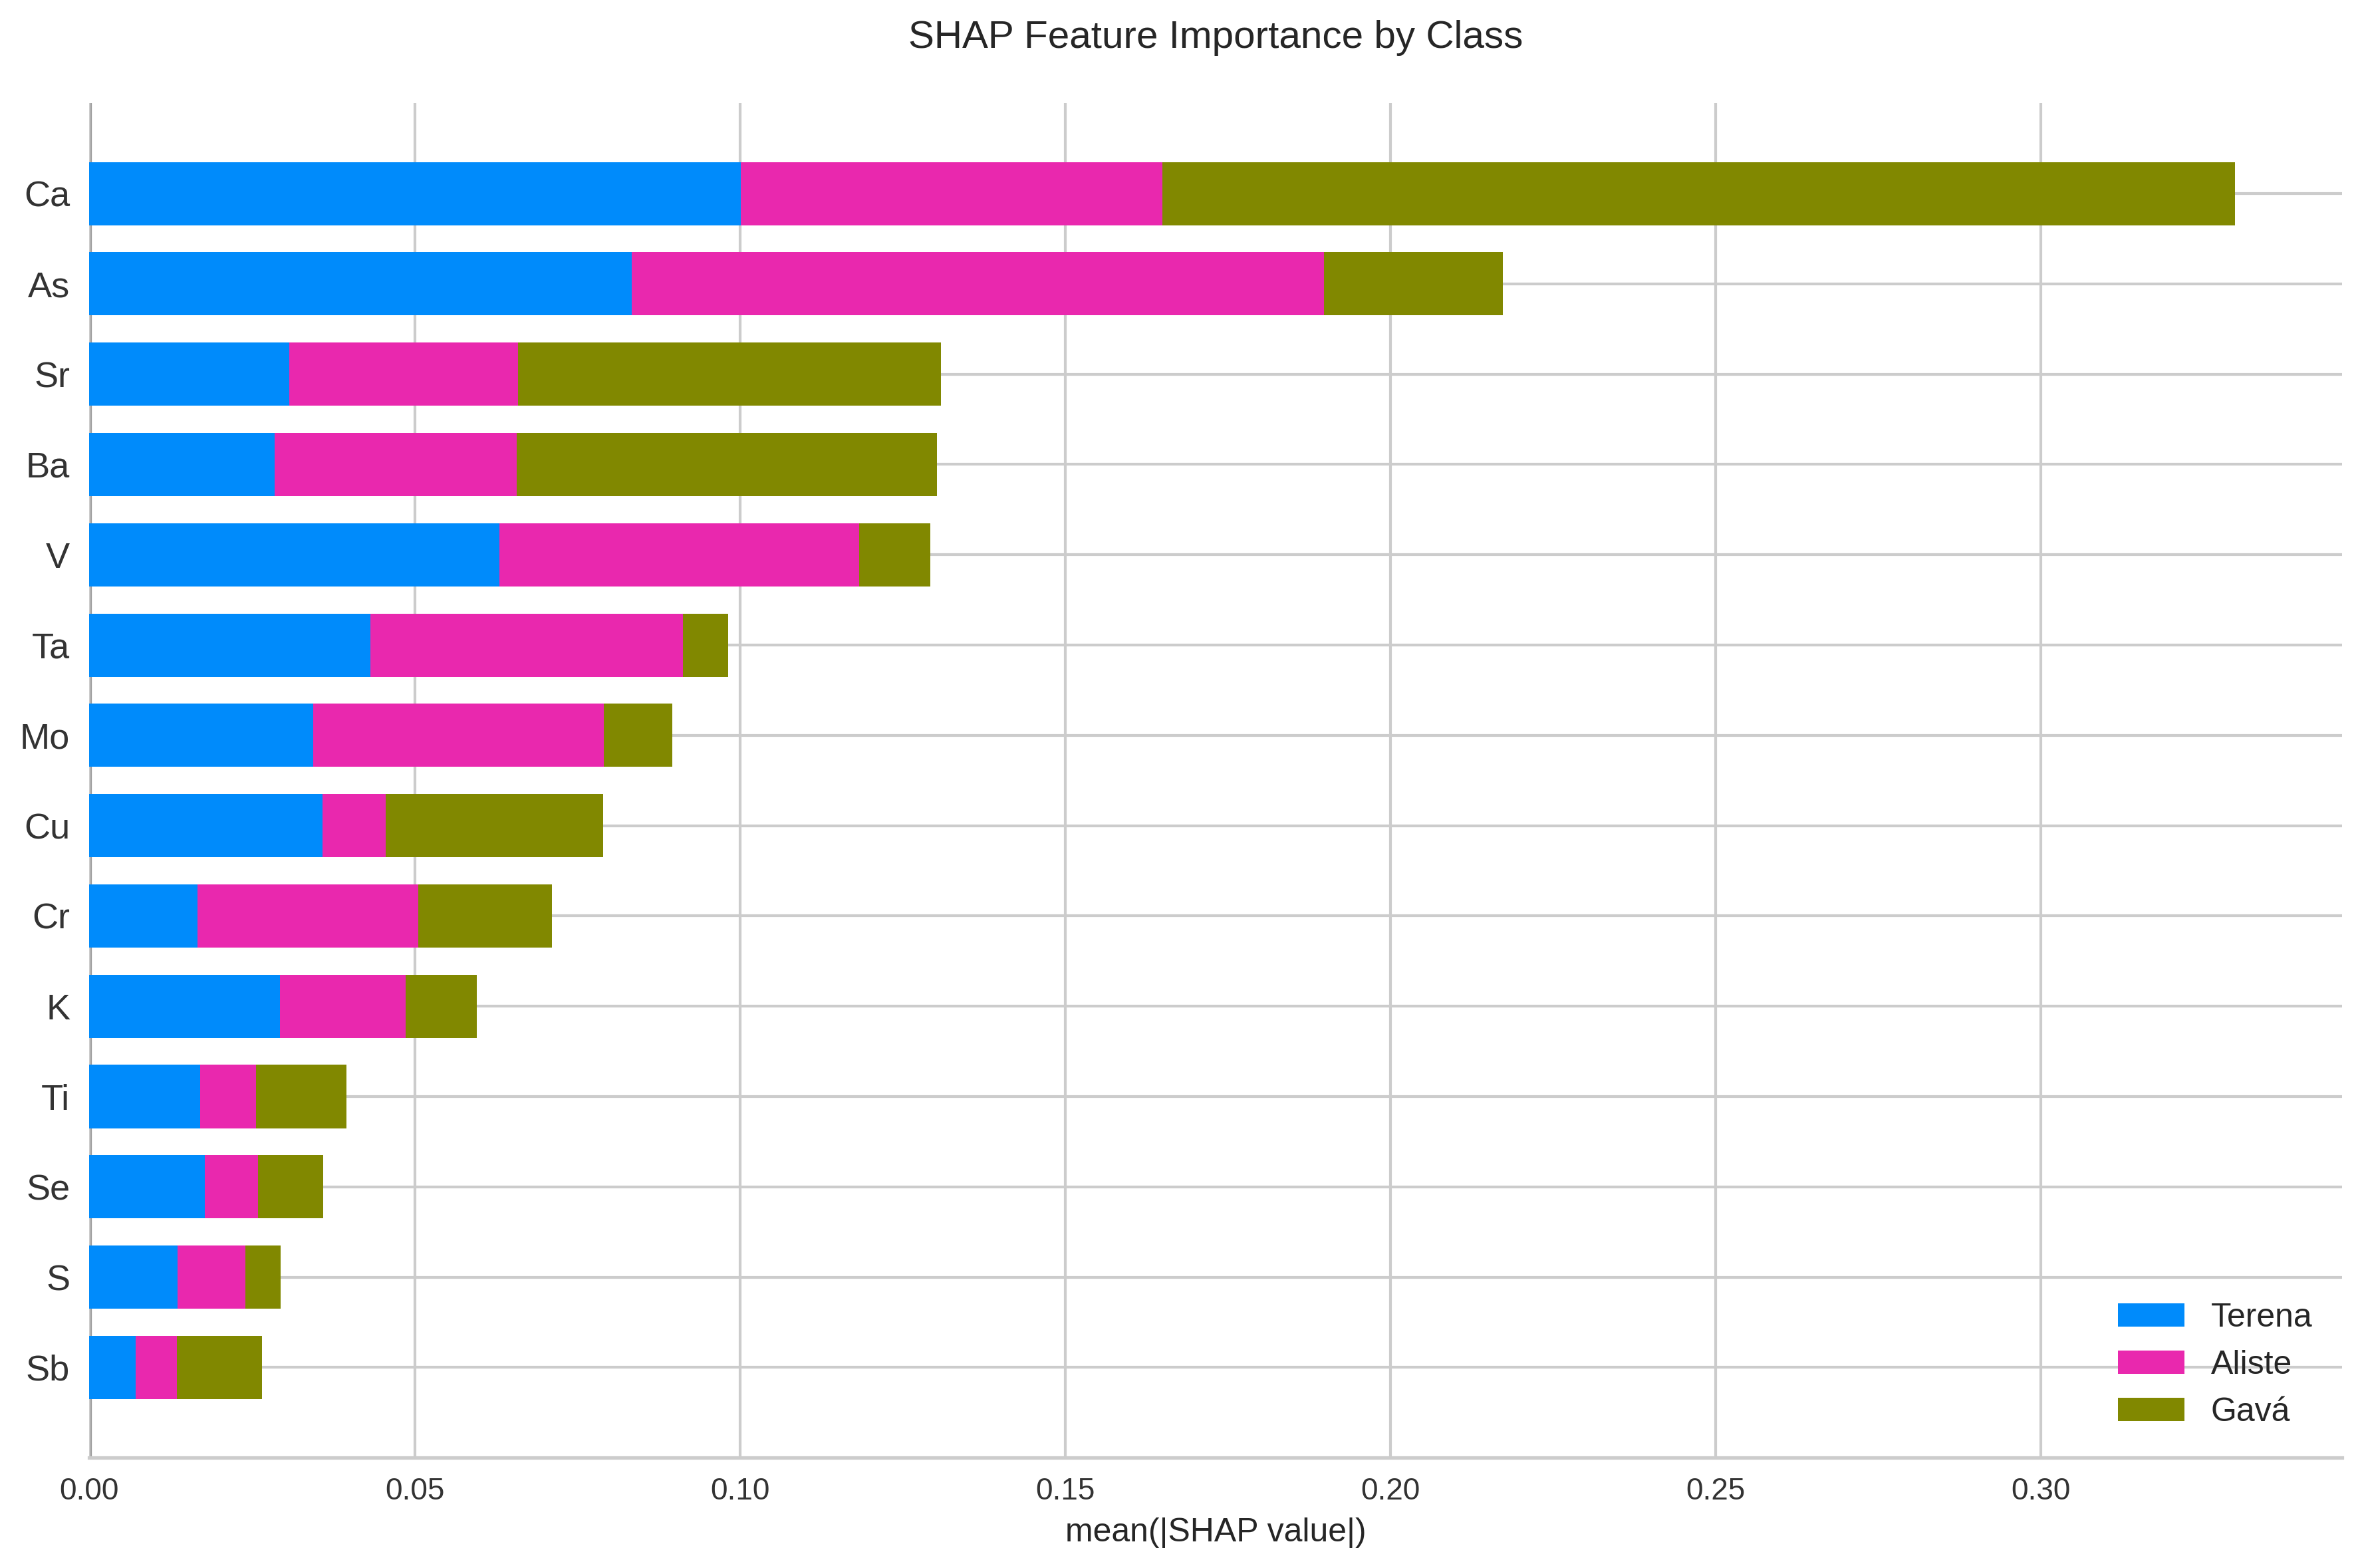 SHAP Feature Importance by Class
Ca
As
Sr
Ba
V
Ta
Mo
Cu
Cr
K
Ti
Se
S
Sb
Terena
Aliste
Gavá
0.00 0.05 0.10 0.15 0.20 0.25 0.30
mean(|SHAP value|)